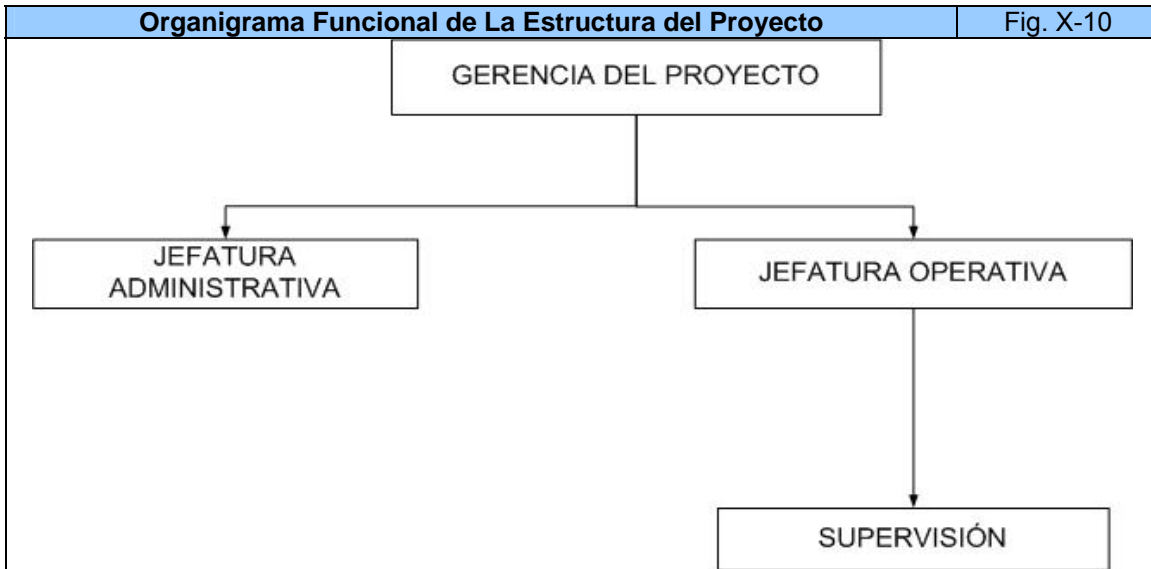 Organigrama Funcional de La Estructura del Proyecto
Fig. X-10
GERENCIA DEL PROYECTO
JEFATURA
ADMINISTRATIVA
JEFATURA OPERATIVA
SUPERVISIÓN